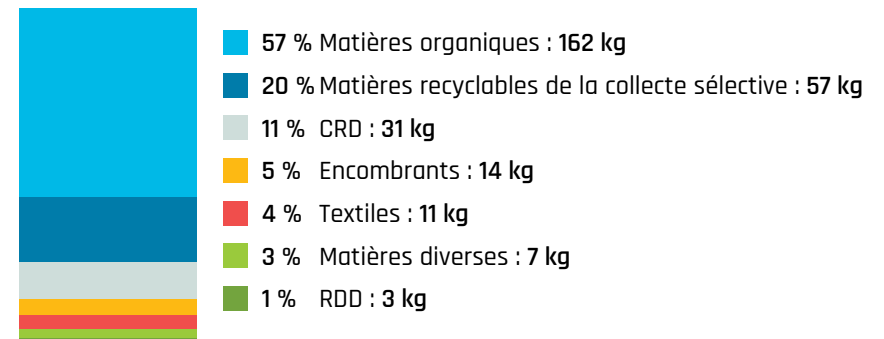 57 % Matières organiques : 162 kg
20 % Matières recyclables de la collecte sélective : 57 kg
11 % CRD : 31 kg
5 % Encombrants : 14 kg
4 % Textiles : 11 kg
3 % Matières diverses : 7 kg
1 % RDD : 3 kg